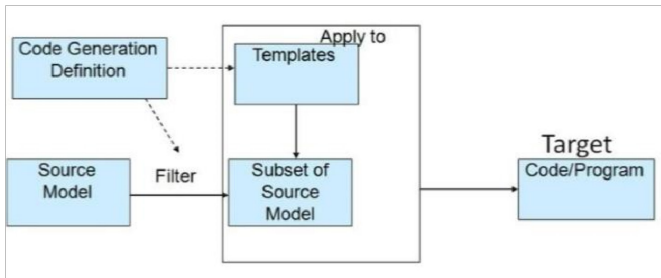 Code Generation
Definition
Apply to
Templates
Source
Model
Filter
Subset of
Source
Model
Target
Code/Program